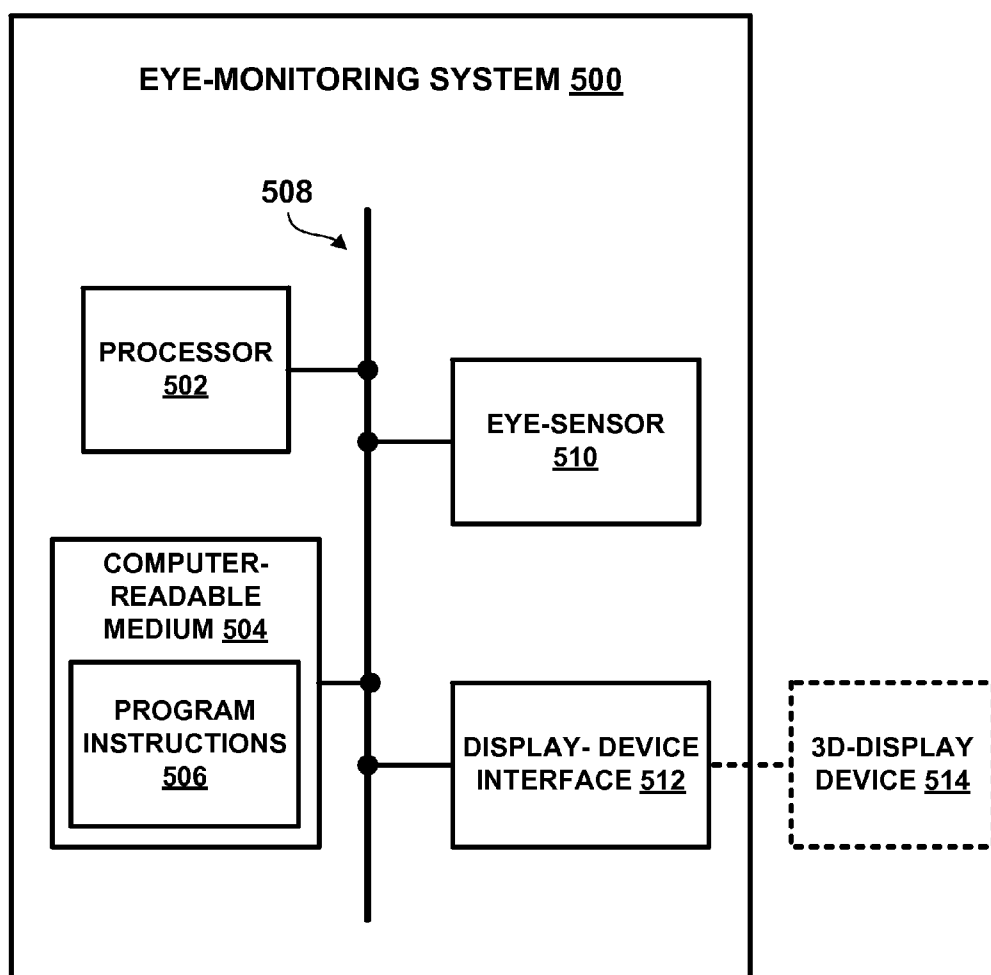 EYE-MONITORING SYSTEM 500
508
PROCESSOR
502
EYE-SENSOR
510
COMPUTER-
READABLE
MEDIUM 504
PROGRAM
INSTRUCTIONS
506
DISPLAY- DEVICE
INTERFACE 512
3D-DISPLAY
DEVICE 514